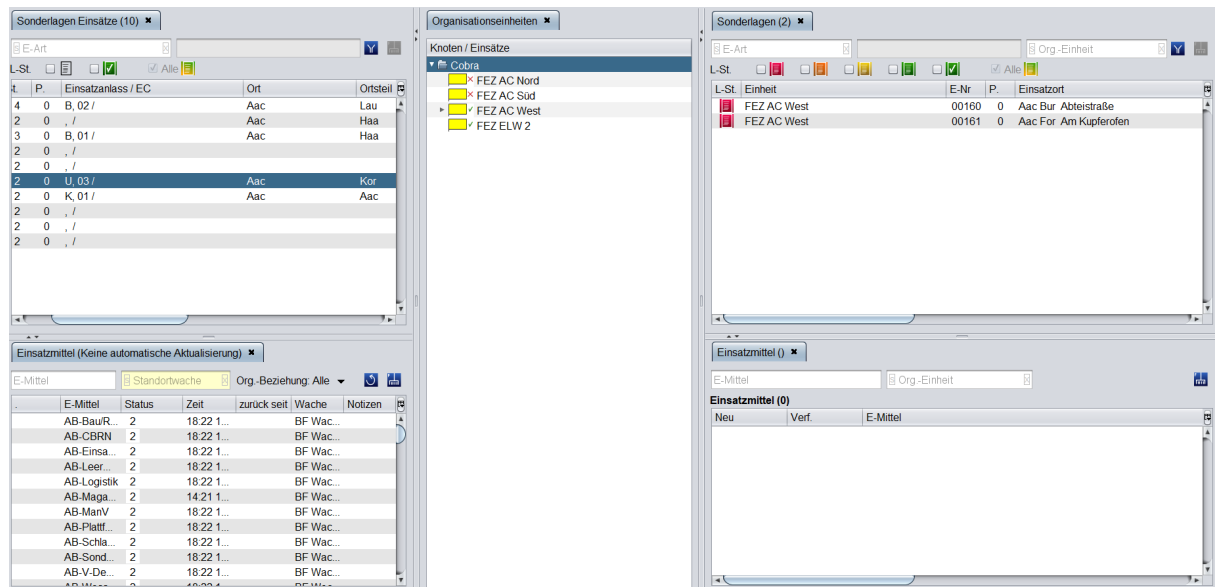 Sonderlagen Einsätze (10)
E-Art
L-St. Alle
st. P. Einsatzanlass / EC Ort Ortsteil
4 0 B, 02 / Aac Lau
2 0 , / Aac Haa
3 0 B, 01 / Aac Haa
2 0 , /
2 0 , /
2 0 U, 03 / Aac Kor
2 0 K, 01 / Aac Aac
2 0 , /
2 0 , /
2 0 , /
Einsatzmittel (Keine automatische Aktualisierung)
E-Mittel Standortwache Org.-Beziehung: Alle
. E-Mittel Status Zeit zurück seit Wache Notizen
AB-Bau/R... 2 18:22 1... BF Wac...
AB-CBRN 2 18:22 1... BF Wac...
AB-Einsa... 2 18:22 1... BF Wac...
AB-Leer... 2 18:22 1... BF Wac...
AB-Logistik 2 18:22 1... BF Wac...
AB-Maga... 2 14:21 1... BF Wac...
AB-ManV 2 18:22 1... BF Wac...
AB-Plattf... 2 18:22 1... BF Wac...
AB-Schla... 2 18:22 1... BF Wac...
AB-Sond... 2 18:22 1... BF Wac...
AB-V-De... 2 18:22 1... BF Wac...
Organisationseinheiten
Knoten / Einsätze
Cobra
FEZ AC Nord
FEZ AC Süd
FEZ AC West
FEZ ELW 2
Sonderlagen (2)
E-Art Org.-Einheit
L-St. Alle
L-St. Einheit E-Nr P. Einsatzort
FEZ AC West 00160 0 Aac Bur Abteistraße
FEZ AC West 00161 0 Aac For Am Kupferofen
Einsatzmittel ()
E-Mittel Org.-Einheit
Einsatzmittel (0)
Neu Verf. E-Mittel